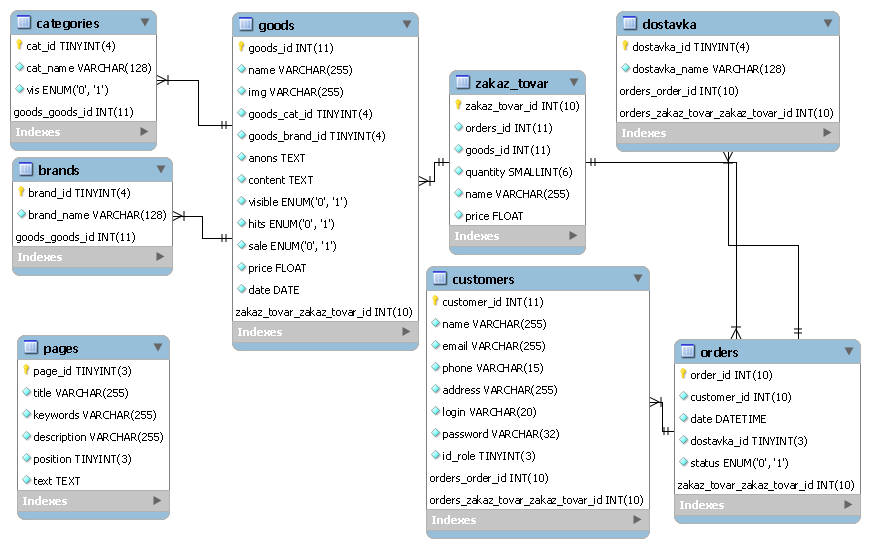 categories
cat_id TINYINT(4)
cat_name VARCHAR(128)
vis ENUM('0', '1')
goods_goods_id INT(11)
Indexes
brands
brand_id TINYINT(4)
brand_name VARCHAR(128)
goods_goods_id INT(11)
Indexes
pages
page_id TINYINT(3)
title VARCHAR(255)
keywords VARCHAR(255)
description VARCHAR(255)
position TINYINT(3)
text TEXT
Indexes
goods
goods_id INT(11)
name VARCHAR(255)
img VARCHAR(255)
goods_cat_id TINYINT(4)
goods_brand_id TINYINT(4)
anons TEXT
content TEXT
visible ENUM('0', '1')
hits ENUM('0', '1')
sale ENUM('0', '1')
price FLOAT
date DATE
zakaz_tovar_zakaz_tovar_id INT(10)
Indexes
zakaz_tovar
zakaz_tovar_id INT(10)
orders_id INT(11)
goods_id INT(11)
quantity SMALLINT(6)
name VARCHAR(255)
price FLOAT
Indexes
customers
customer_id INT(11)
name VARCHAR(255)
email VARCHAR(255)
phone VARCHAR(15)
address VARCHAR(255)
login VARCHAR(20)
password VARCHAR(32)
id_role TINYINT(3)
orders_order_id INT(10)
orders_zakaz_tovar_zakaz_tovar_id INT(10)
Indexes
dostavka
dostavka_id TINYINT(4)
dostavka_name VARCHAR(128)
orders_order_id INT(10)
orders_zakaz_tovar_zakaz_tovar_id INT(10)
Indexes
orders
order_id INT(10)
customer_id INT(10)
date DATETIME
dostavka_id TINYINT(3)
status ENUM('0', '1')
zakaz_tovar_zakaz_tovar_id INT(10)
Indexes